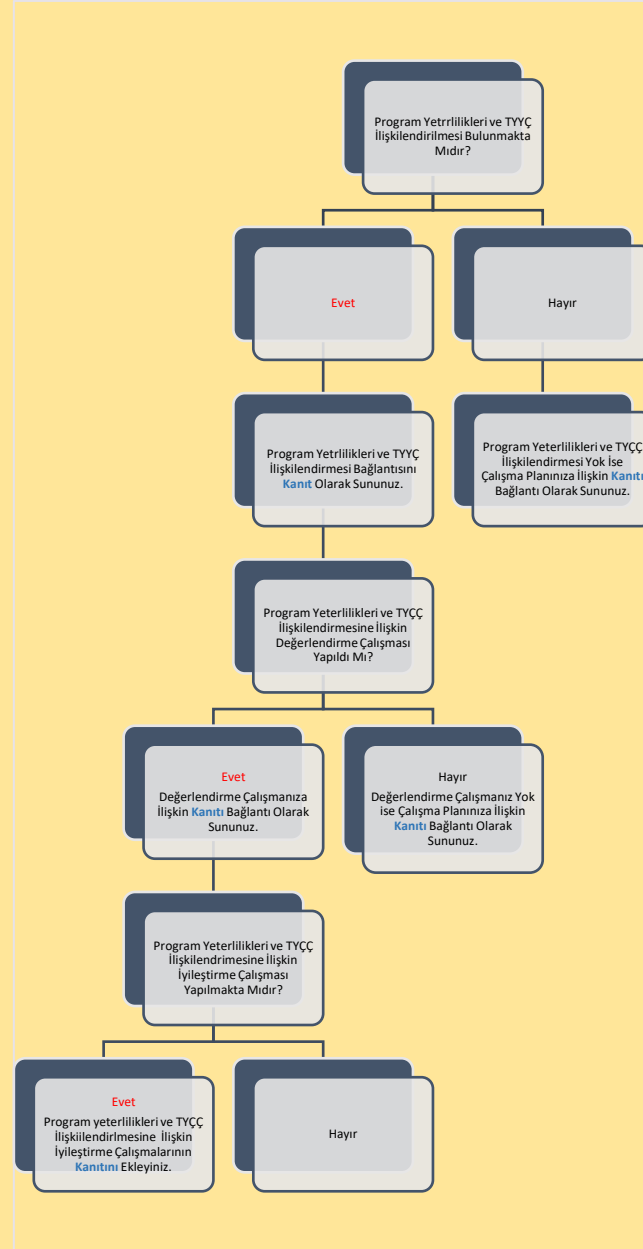 Program Yetrrlilikleri ve TYYÇ
İlişkilendirilmesi Bulunmakta
Mıdır?
Evet
Hayır
Program Yetrlilikleri ve TYYÇ
İlişkilendirmesi Bağlantısını
Kanıt Olarak Sununuz.
Program Yeterlilikleri ve TYÇÇ
İlişkilendirmesi Yok İse
Çalışma Planınıza İlişkin Kanıtı
Bağlantı Olarak Sununuz.
Program Yeterlilikleri ve TYÇÇ
İlişkilendirmesine İlişkin
Değerlendirme Çalışması
Yapıldı Mı?
Evet
Değerlendirme Çalışmanıza
İlişkin Kanıtı Bağlantı Olarak
Sununuz.
Hayır
Değerlendirme Çalışmanız Yok
ise Çalışma Planınıza İlişkin
Kanıtı Bağlantı Olarak
Sununuz.
Program Yeterlilikleri ve TYÇÇ
İlişkilendrimesine İlişkin
İyileştirme Çalışması
Yapılmakta Mıdır?
Evet
Program yeterlilikleri ve TYÇÇ
İlişkiilendirlmesine İlişkin
İyileştirme Çalışmalarının
Kanıtını Ekleyiniz.
Hayır